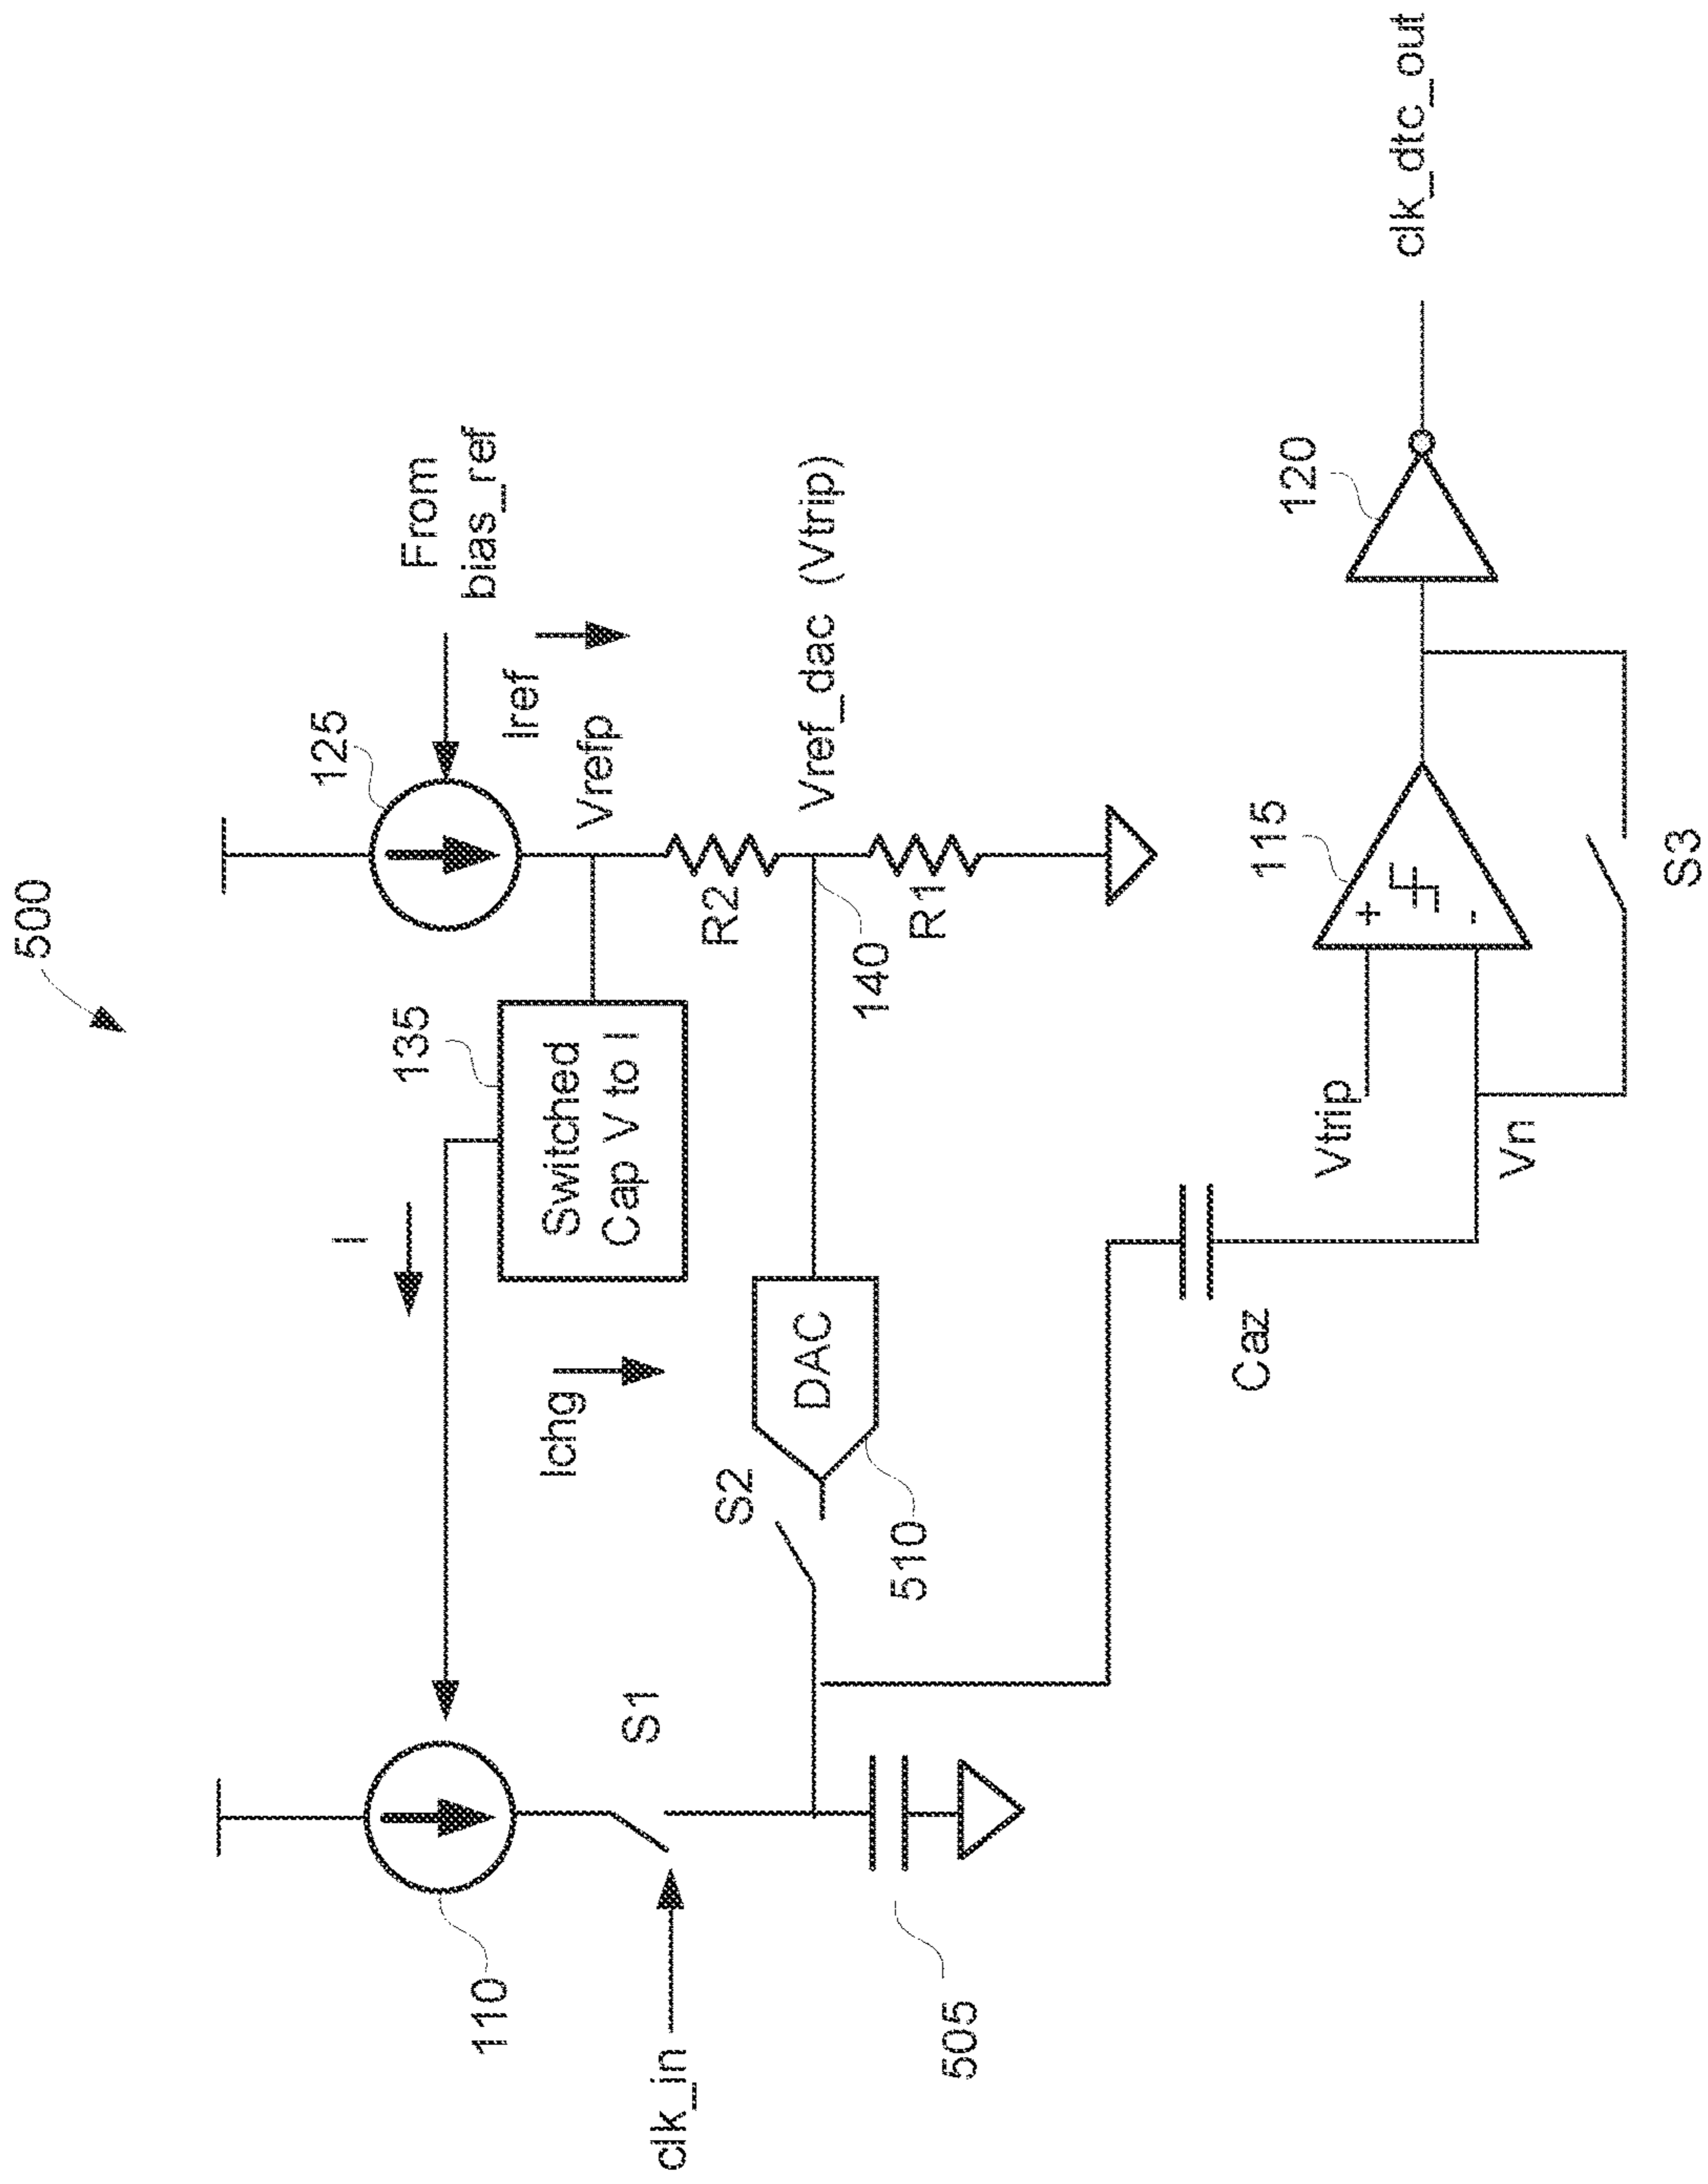 500
125
From
bias_ref
Iref
Vrefp
135
I
Switched
Cap V to I
R2
Vref_dac (Vtrip)
140
R1
Ichg
DAC
510
S2
110
S1
clk_in
505
Caz
Vtrip
+
-
Vn
115
S3
120
clk_dtc_out